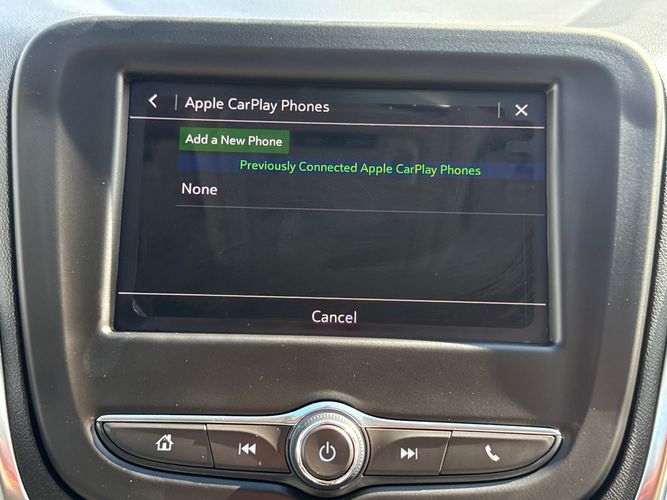 Apple CarPlay Phones
Add a New Phone
Previously Connected Apple CarPlay Phones
None
Cancel